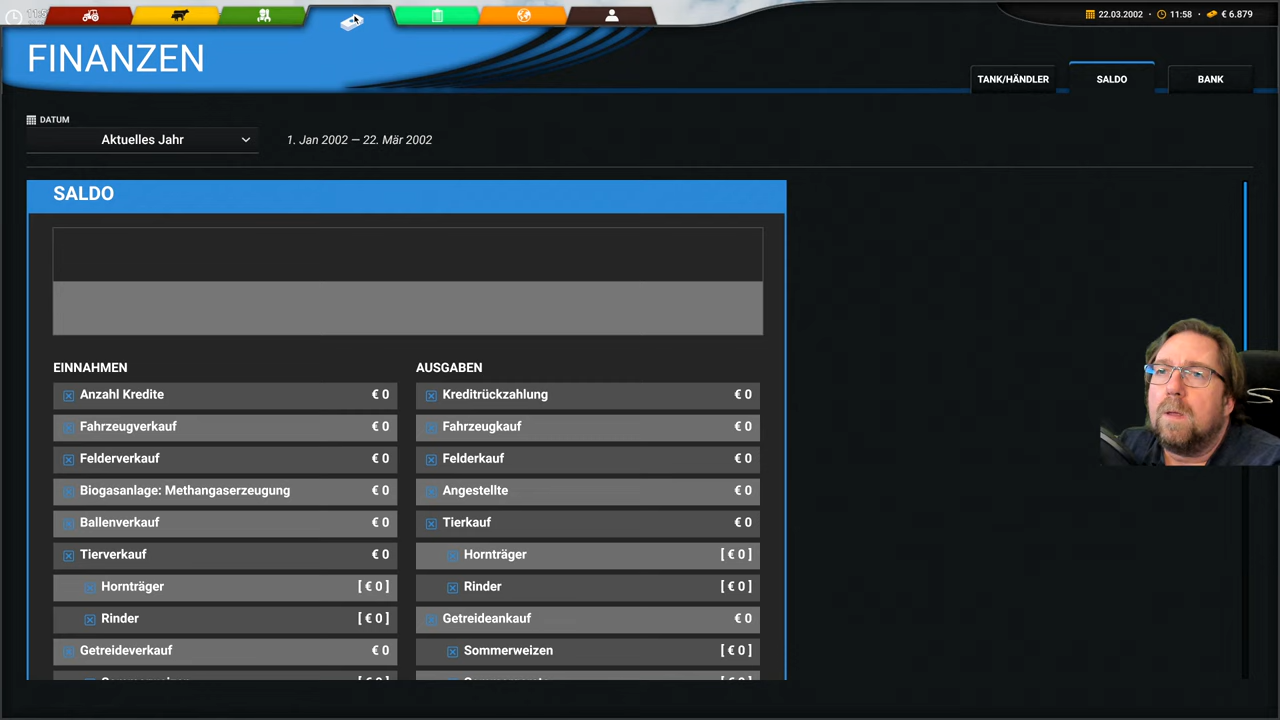 22.03.2002 • 11:58 • € 6.879
FINANZEN
TANK/HÄNDLER
SALDO
BANK
DATUM
Aktuelles Jahr
1. Jan 2002 — 22. Mär 2002
SALDO
EINNAHMEN
Anzahl Kredite € 0
Fahrzeugverkauf € 0
Felderverkauf € 0
Biogasanlage: Methangaserzeugung € 0
Ballenverkauf € 0
Tierverkauf € 0
Hornträger [ € 0 ]
Rinder [ € 0 ]
Getreideverkauf € 0
AUSGABEN
Kreditrückzahlung € 0
Fahrzeugkauf € 0
Felderkauf € 0
Angestellte € 0
Tierkauf € 0
Hornträger [ € 0 ]
Rinder [ € 0 ]
Getreideankauf € 0
Sommerweizen [ € 0 ]